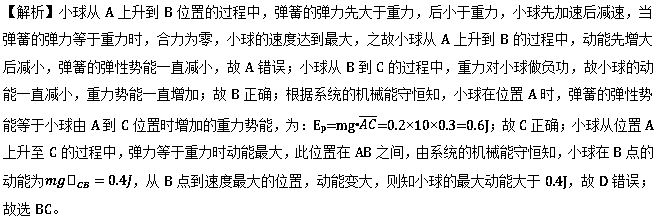 【解析】小球从 A 上升到 B 位置的过程中，弹簧的弹力先大于重力，后小于重力，小球先加速后减速，当
弹簧的弹力等于重力时，合力为零，小球的速度达到最大，之故小球从 A 上升到 B 的过程中，动能先增大
后减小，弹簧的弹性势能一直减小，故 A 错误；小球从 B 到 C 的过程中，重力对小球做负功，故小球的动
能一直减小，重力势能一直增加；故 B 正确；根据系统的机械能守恒知，小球在位置 A 时，弹簧的弹性势
能等于小球由 A 到 C 位置时增加的重力势能，为：Ep=mg•AC=0.2×10×0.3=0.6J；故 C 正确；小球从位置 A
上升至 C 的过程中，弹力等于重力时动能最大，此位置在 AB 之间，由系统的机械能守恒知，小球在 B 点的
动能为mg□CB = 0.4J，从 B 点到速度最大的位置，动能变大，则知小球的最大动能大于 0.4J，故 D 错误；
故选 BC。